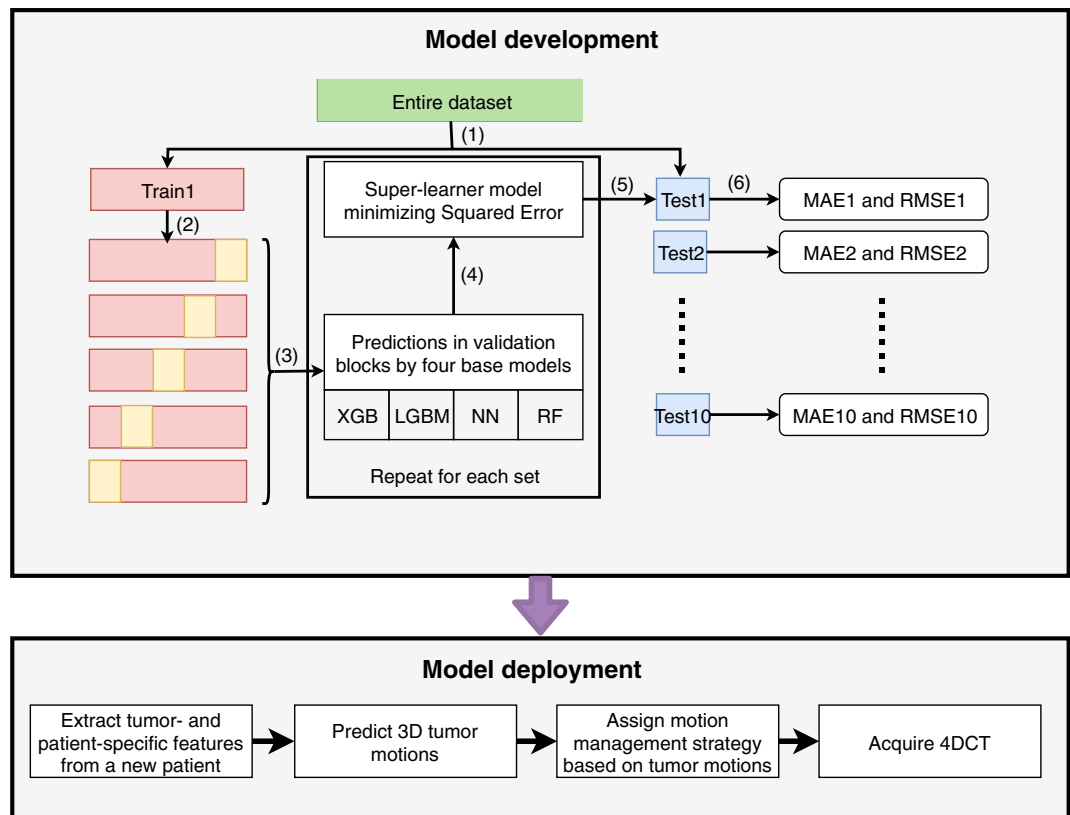 Model development
Entire dataset
(1)
Train1
(2)
Super-learner model
minimizing Squared Error
(5)
Test1
(6)
MAE1 and RMSE1
Test2
MAE2 and RMSE2
(4)
(3)
Predictions in validation
blocks by four base models
XGB
LGBM
NN
RF
Repeat for each set
Test10
MAE10 and RMSE10
Model deployment
Extract tumor- and
patient-specific features
from a new patient
Predict 3D tumor
motions
Assign motion
management strategy
based on tumor motions
Acquire 4DCT